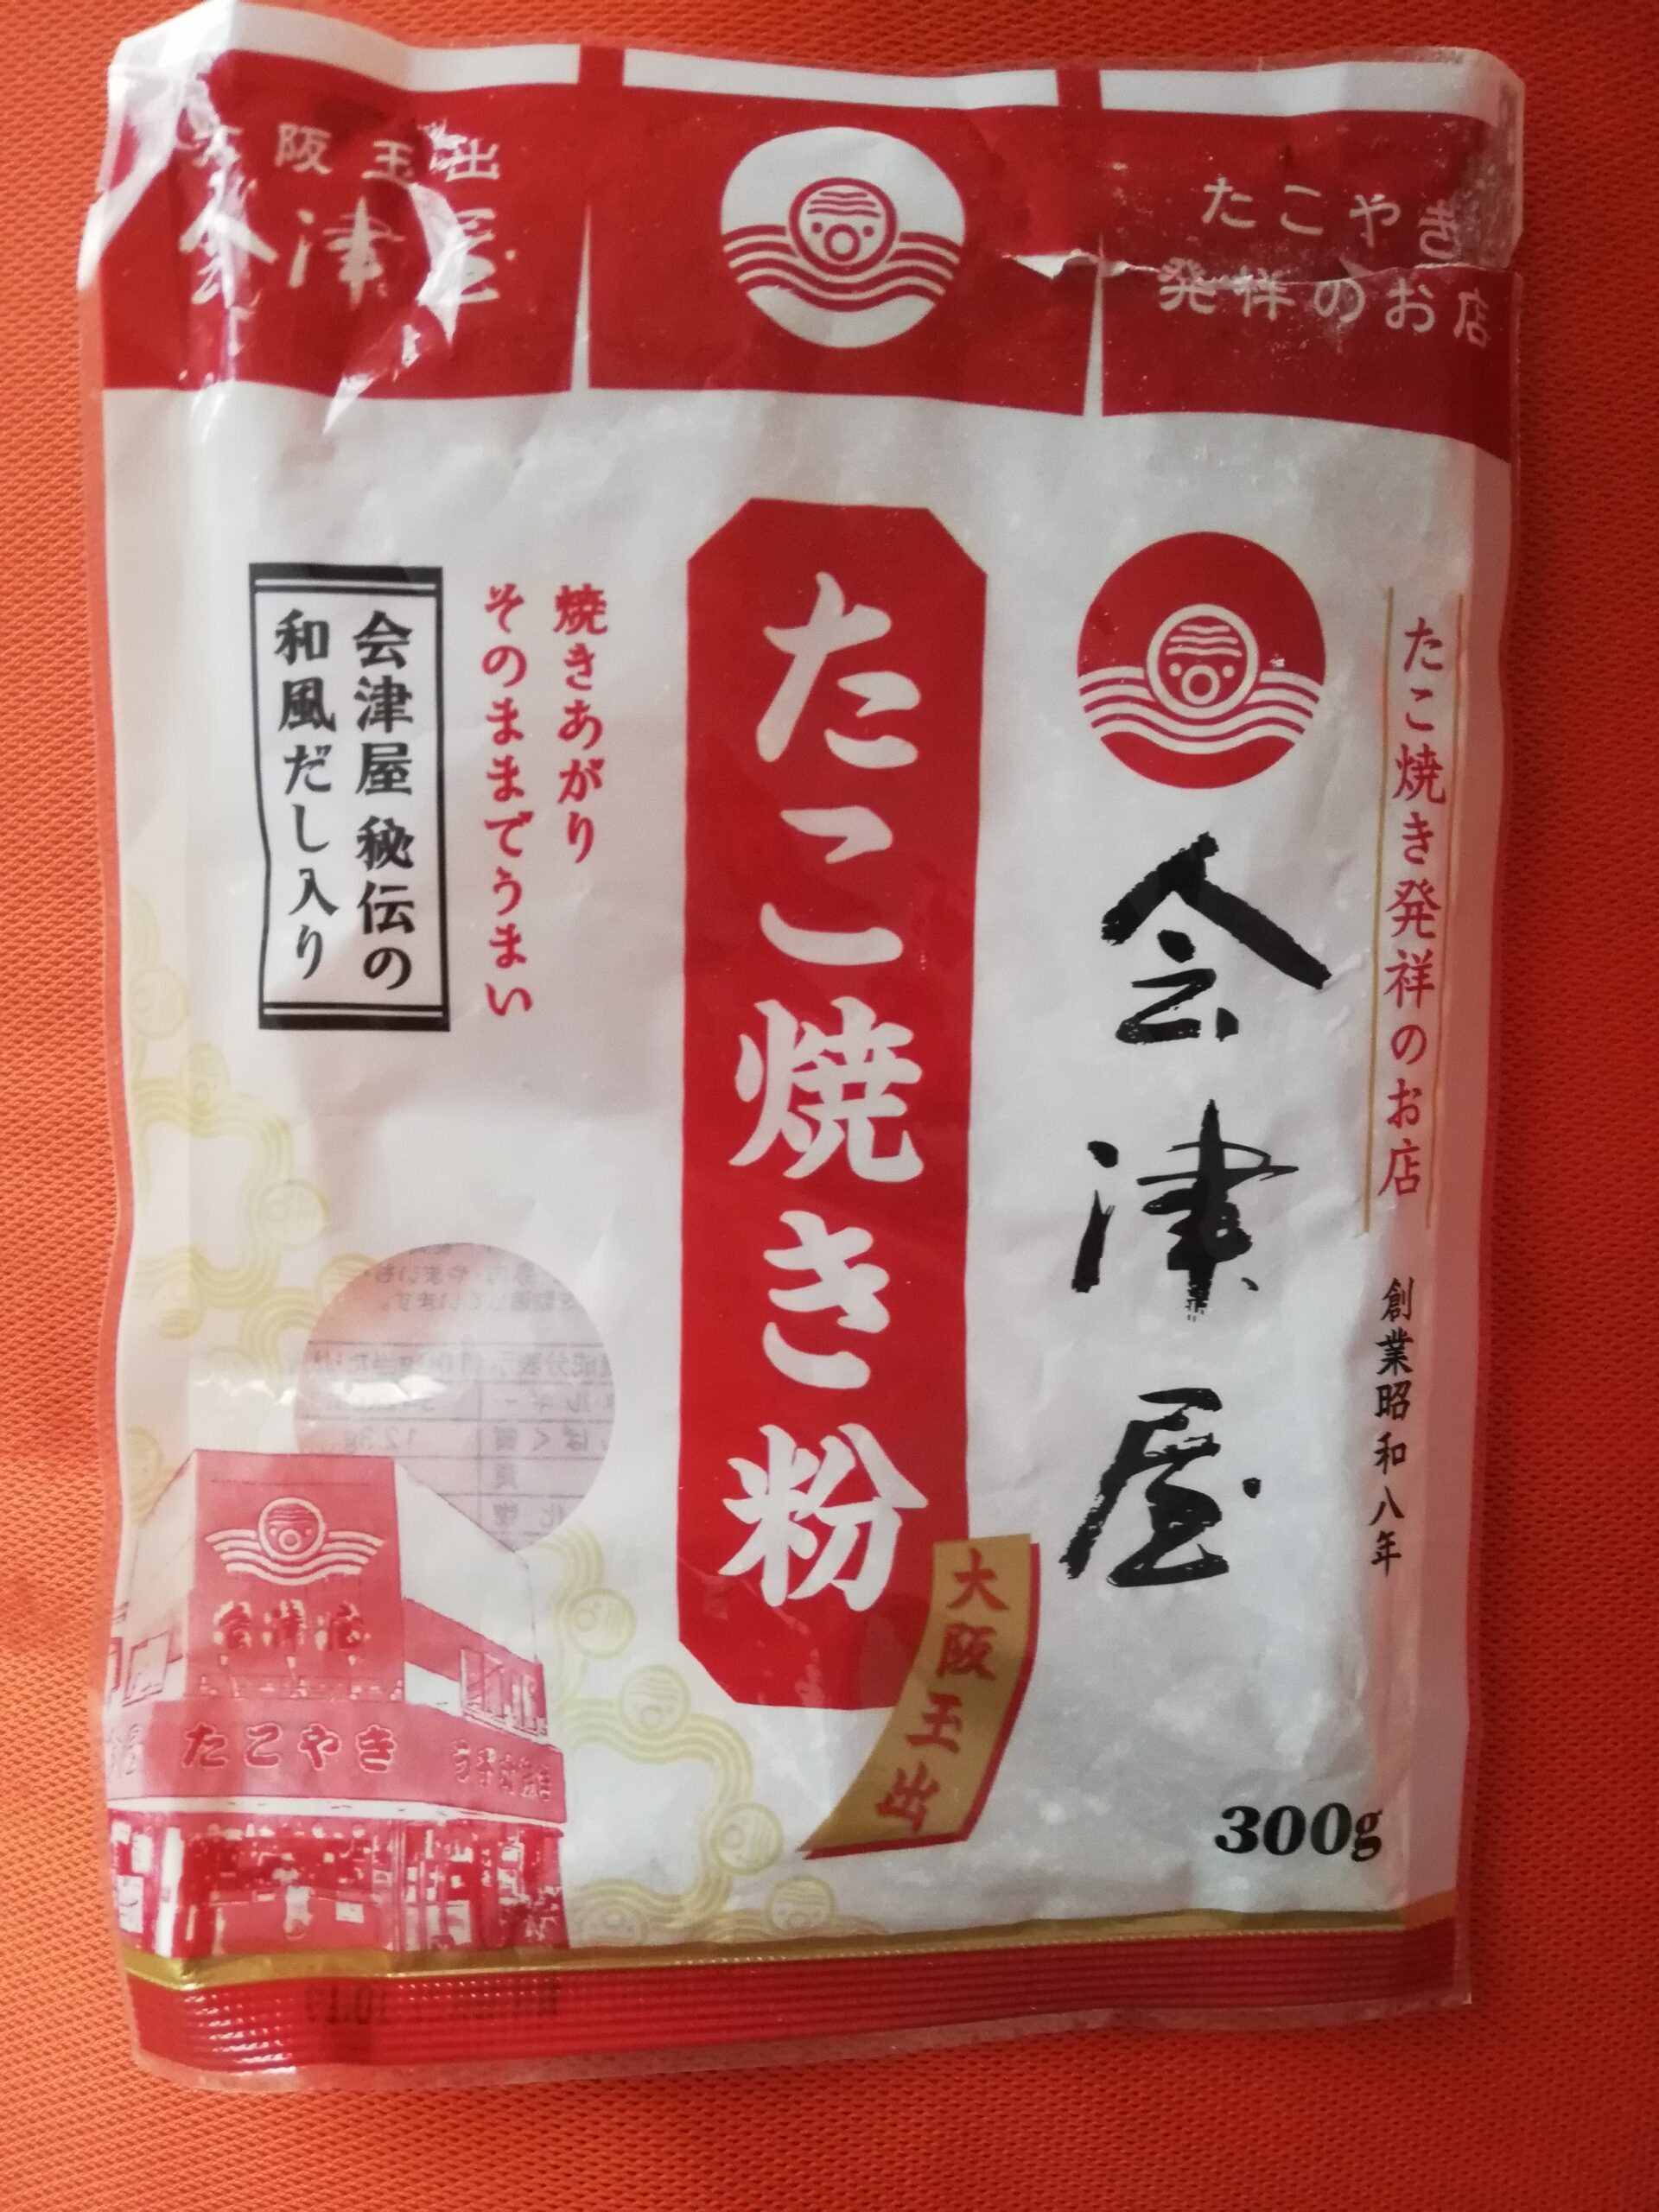 大阪玉出
会津屋
たこやき
発祥のお店
たこ焼き発祥のお店
創業昭和八年
会津屋
たこ焼き粉
大阪玉出
焼きあがり
そのままでうまい
会津屋秘伝の
和風だし入り
会津屋
たこやき
300g